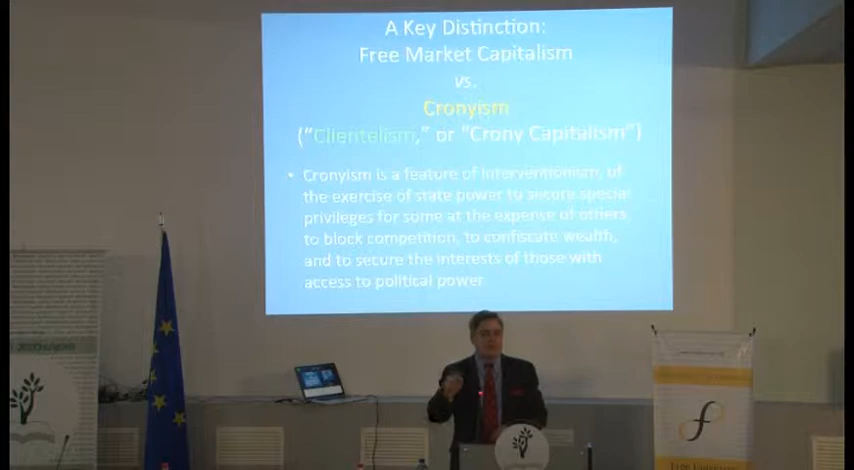 A Key Distinction:
Free Market Capitalism
vs.
Cronyism
("Clientelism," or "Crony Capitalism")
• Cronyism is a feature of interventionism, of
the exercise of state power to secure special
privileges for some at the expense of others
to block competition, to confiscate wealth,
and to secure the interests of those with
access to political power